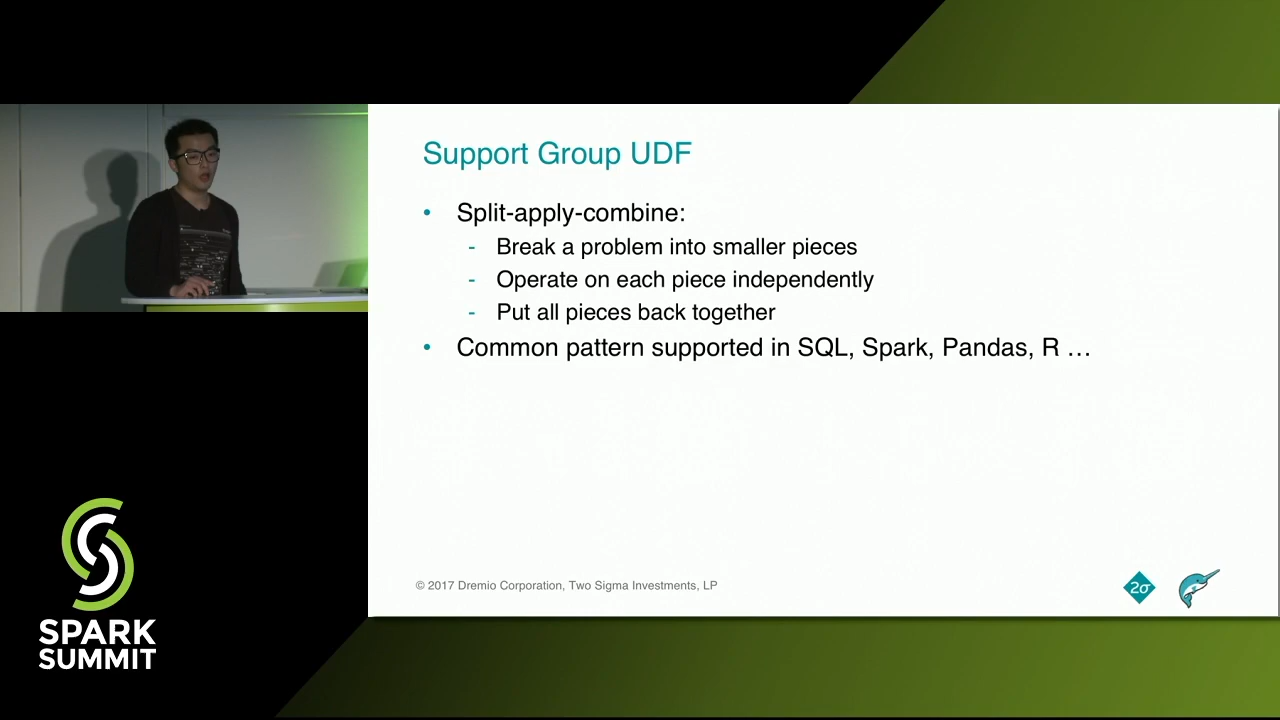 Support Group UDF
• Split-apply-combine:
- Break a problem into smaller pieces
- Operate on each piece independently
- Put all pieces back together
• Common pattern supported in SQL, Spark, Pandas, R …
© 2017 Dremio Corporation, Two Sigma Investments, LP
2σ
SPARK
SUMMIT